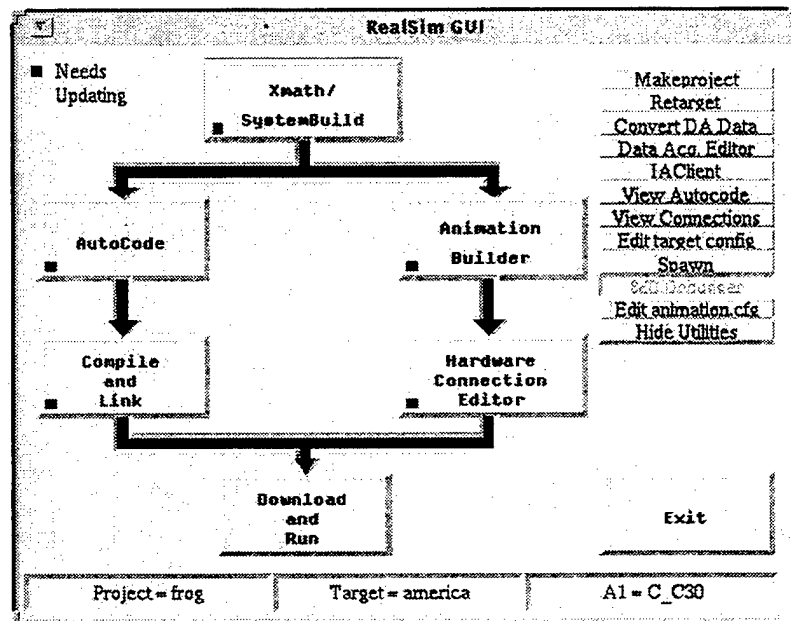 RealSim GUI
Needs
Updating
Xmath/
SystemBuild
AutoCode
Animation
Builder
Compile
and
Link
Hardware
Connection
Editor
Download
and
Run
Makeproject
Retarget
Convert DA Data
Data Acq. Editor
IAClient
View Autocode
View Connections
Edit target config
Spawn
Debugger
Edit animation.cfg
Hide Utilities
Exit
Project = frog
Target = america
A1 = C_C30